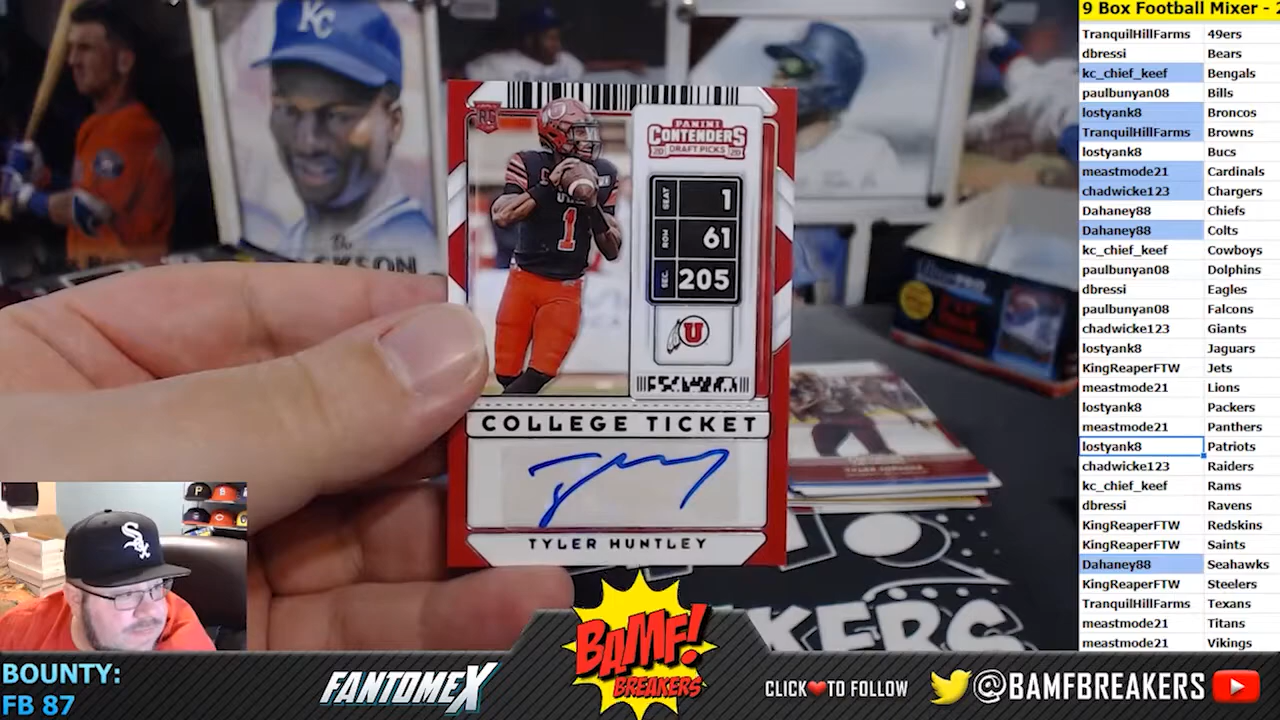 9 Box Football Mixer - 2
TranquilHillFarms 49ers
dbressi Bears
kc_chief_keef Bengals
paulbunyan08 Bills
lostyank8 Broncos
TranquilHillFarms Browns
lostyank8 Bucs
meastmode21 Cardinals
chadwicke123 Chargers
Dahaney88 Chiefs
Dahaney88 Colts
kc_chief_keef Cowboys
paulbunyan08 Dolphins
dbressi Eagles
paulbunyan08 Falcons
chadwicke123 Giants
lostyank8 Jaguars
KingReaperFTW Jets
meastmode21 Lions
lostyank8 Packers
meastmode21 Panthers
lostyank8 Patriots
chadwicke123 Raiders
kc_chief_keef Rams
dbressi Ravens
KingReaperFTW Redskins
KingReaperFTW Saints
Dahaney88 Seahawks
KingReaperFTW Steelers
TranquilHillFarms Texans
meastmode21 Titans
meastmode21 Vikings
KC
PANINI
CONTENDERS
20 DRAFT PICKS 20
SEAT 1
ROW 61
SEC. 205
U
1
COLLEGE TICKET
TYLER HUNTLEY
BOUNTY:
FB 87
FANTOMEX
BAMF!
BREAKERS
CLICK TO FOLLOW
@BAMFBREAKERS